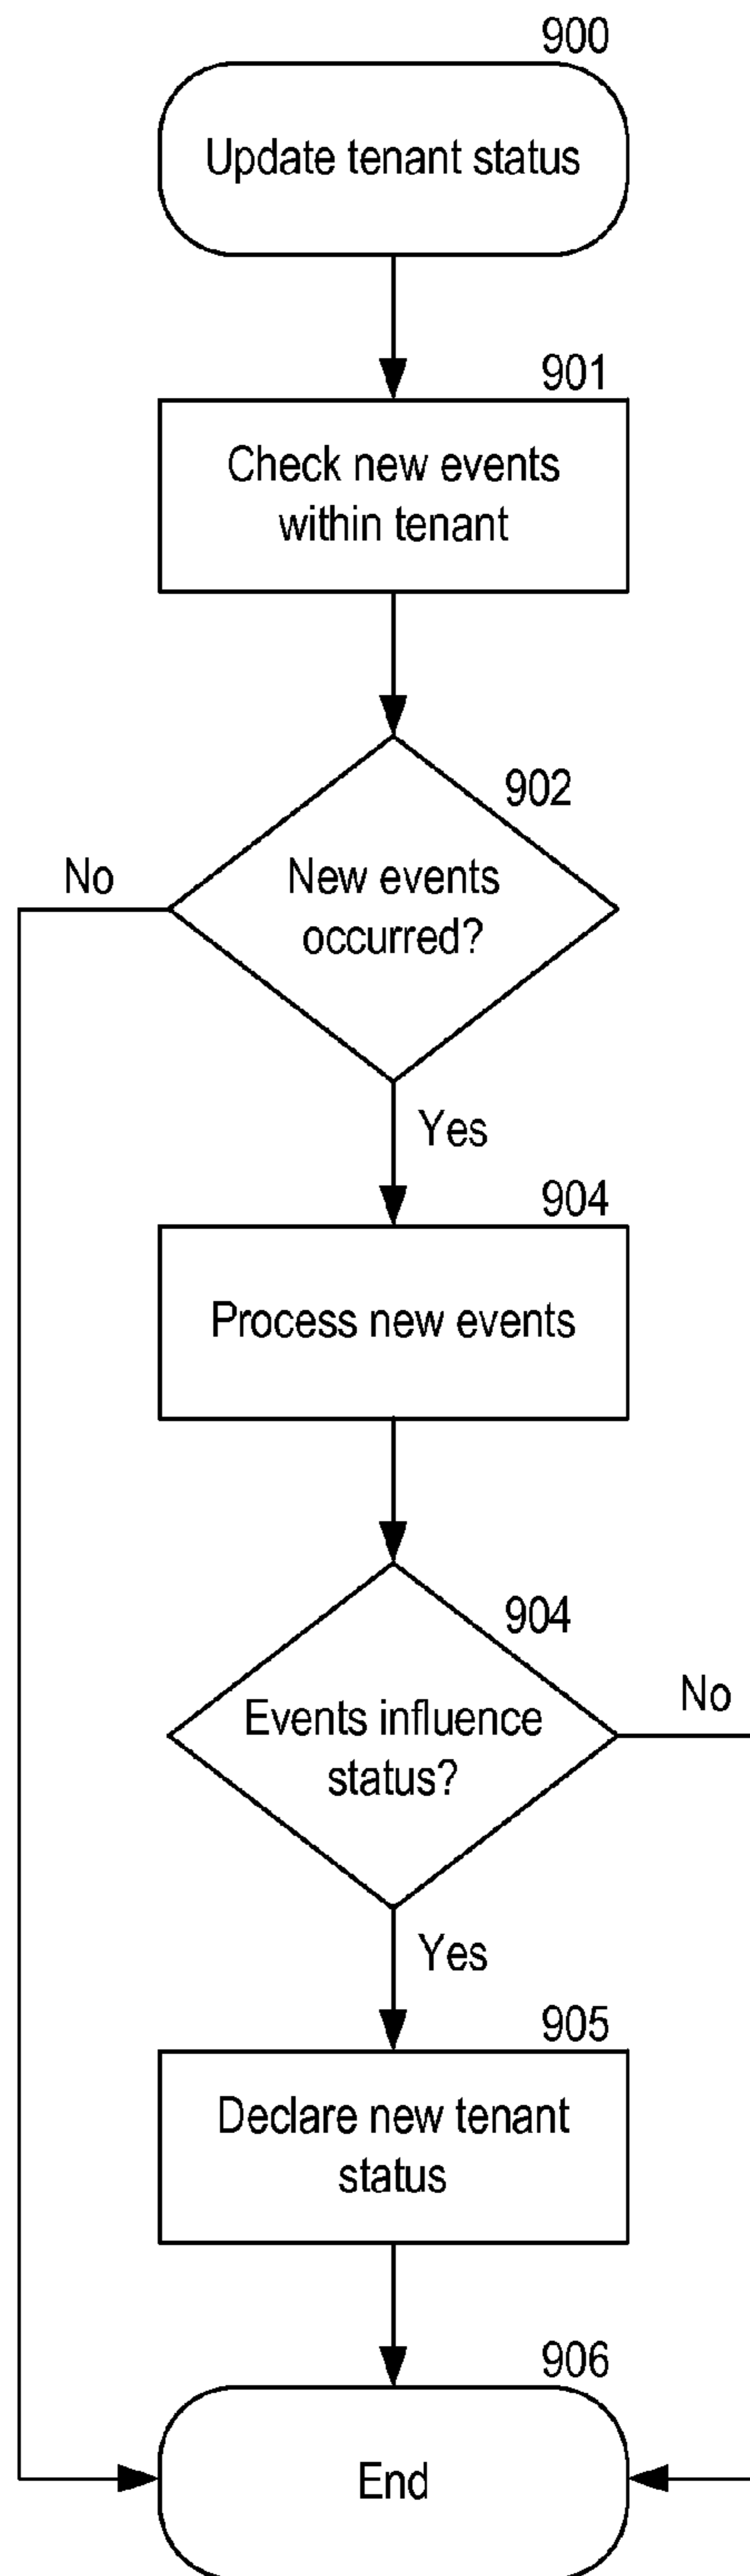 900
Update tenant status
901
Check new events
within tenant
902
No
New events
occurred?
Yes
904
Process new events
904
No
Events influence
status?
Yes
905
Declare new tenant
status
906
End